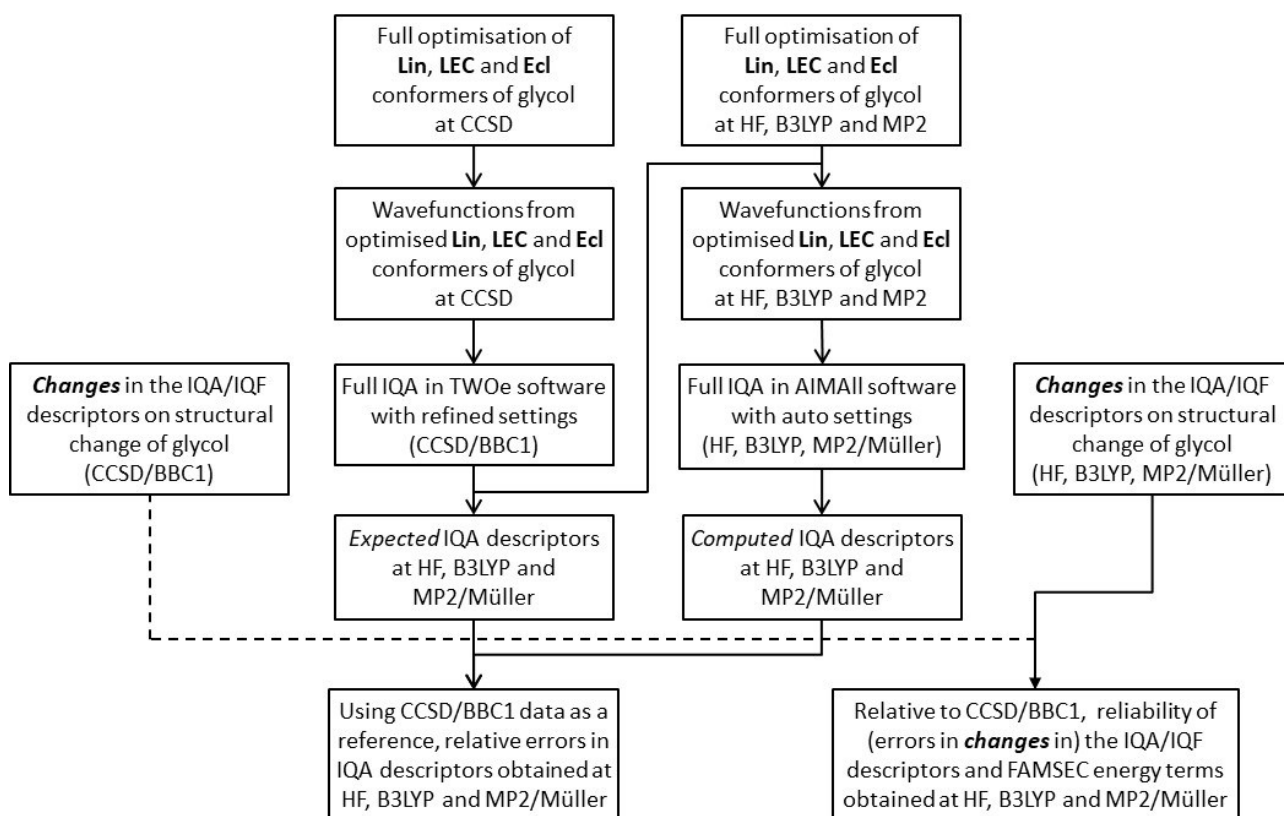 Full optimisation of
Lin, LEC and Ecl
conformers of glycol
at CCSD
Full optimisation of
Lin, LEC and Ecl
conformers of glycol
at HF, B3LYP and MP2
Wavefunctions from
optimised Lin, LEC and Ecl
conformers of glycol
at CCSD
Wavefunctions from
optimised Lin, LEC and Ecl
conformers of glycol
at HF, B3LYP and MP2
Changes in the IQA/IQF
descriptors on structural
change of glycol
(CCSD/BBC1)
Full IQA in TWOe software
with refined settings
(CCSD/BBC1)
Full IQA in AIMAll software
with auto settings
(HF, B3LYP, MP2/Müller)
Changes in the IQA/IQF
descriptors on structural
change of glycol
(HF, B3LYP, MP2/Müller)
Expected IQA descriptors
at HF, B3LYP and
MP2/Müller
Computed IQA descriptors
at HF, B3LYP and
MP2/Müller
Using CCSD/BBC1 data as a
reference, relative errors in
IQA descriptors obtained at
HF, B3LYP and MP2/Müller
Relative to CCSD/BBC1, reliability of
(errors in changes in) the IQA/IQF
descriptors and FAMSEC energy terms
obtained at HF, B3LYP and MP2/Müller